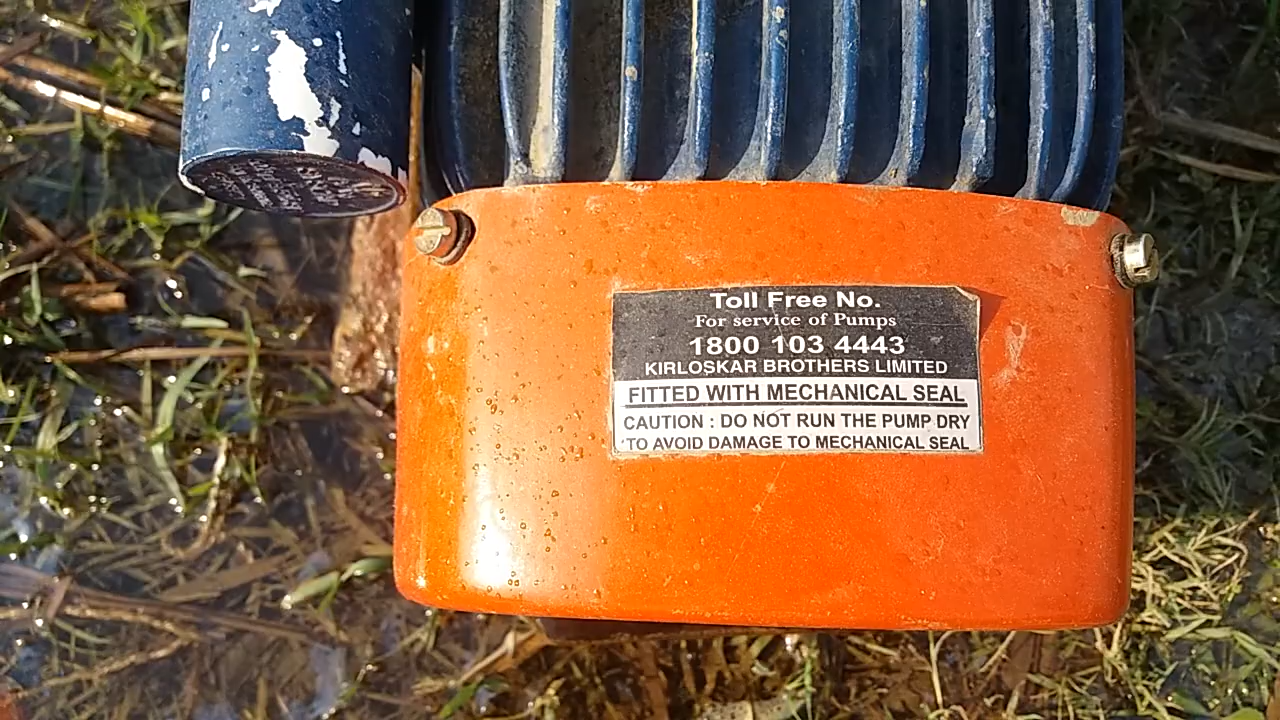 Toll Free No.
For service of Pumps
1800 103 4443
KIRLOSKAR BROTHERS LIMITED
FITTED WITH MECHANICAL SEAL
CAUTION : DO NOT RUN THE PUMP DRY
TO AVOID DAMAGE TO MECHANICAL SEAL